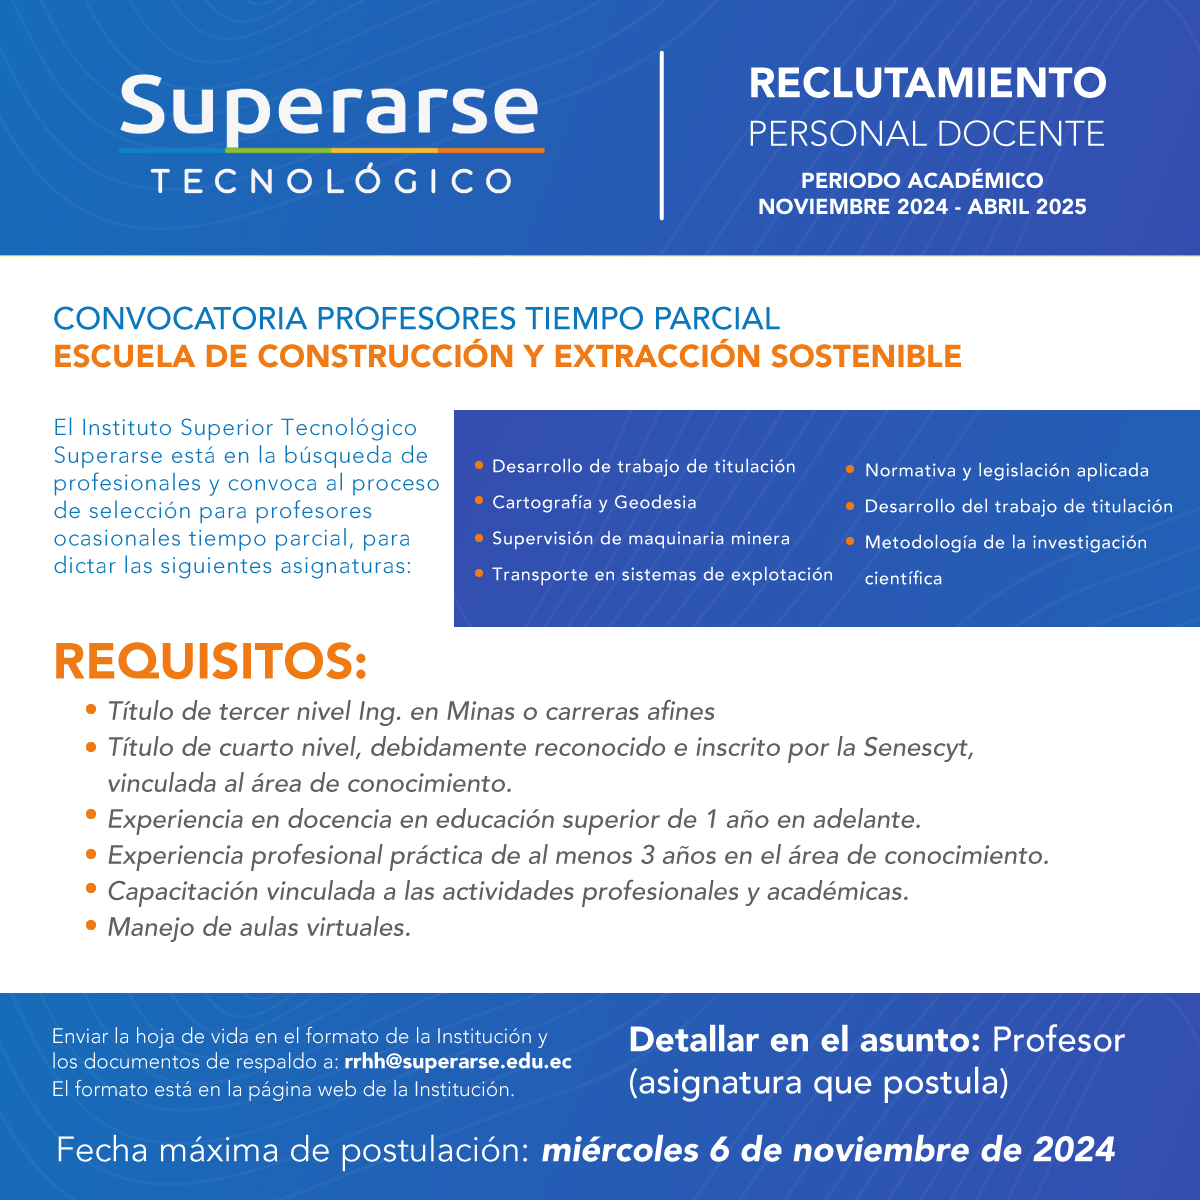 Superarse
TECNOLÓGICO
RECLUTAMIENTO
PERSONAL DOCENTE
PERIODO ACADÉMICO
NOVIEMBRE 2024 - ABRIL 2025
CONVOCATORIA PROFESORES TIEMPO PARCIAL
ESCUELA DE CONSTRUCCIÓN Y EXTRACCIÓN SOSTENIBLE
El Instituto Superior Tecnológico
Superarse está en la búsqueda de
profesionales y convoca al proceso
de selección para profesores
ocasionales tiempo parcial, para
dictar las siguientes asignaturas:
• Desarrollo de trabajo de titulación
• Cartografía y Geodesia
• Supervisión de maquinaria minera
• Transporte en sistemas de explotación
• Normativa y legislación aplicada
• Desarrollo del trabajo de titulación
• Metodología de la investigación
científica
REQUISITOS:
• Título de tercer nivel Ing. en Minas o carreras afines
• Título de cuarto nivel, debidamente reconocido e inscrito por la Senescyt,
vinculada al área de conocimiento.
• Experiencia en docencia en educación superior de 1 año en adelante.
• Experiencia profesional práctica de al menos 3 años en el área de conocimiento.
• Capacitación vinculada a las actividades profesionales y académicas.
• Manejo de aulas virtuales.
Enviar la hoja de vida en el formato de la Institución y
los documentos de respaldo a: rrhh@superarse.edu.ec
El formato está en la página web de la Institución.
Detallar en el asunto: Profesor
(asignatura que postula)
Fecha máxima de postulación: miércoles 6 de noviembre de 2024